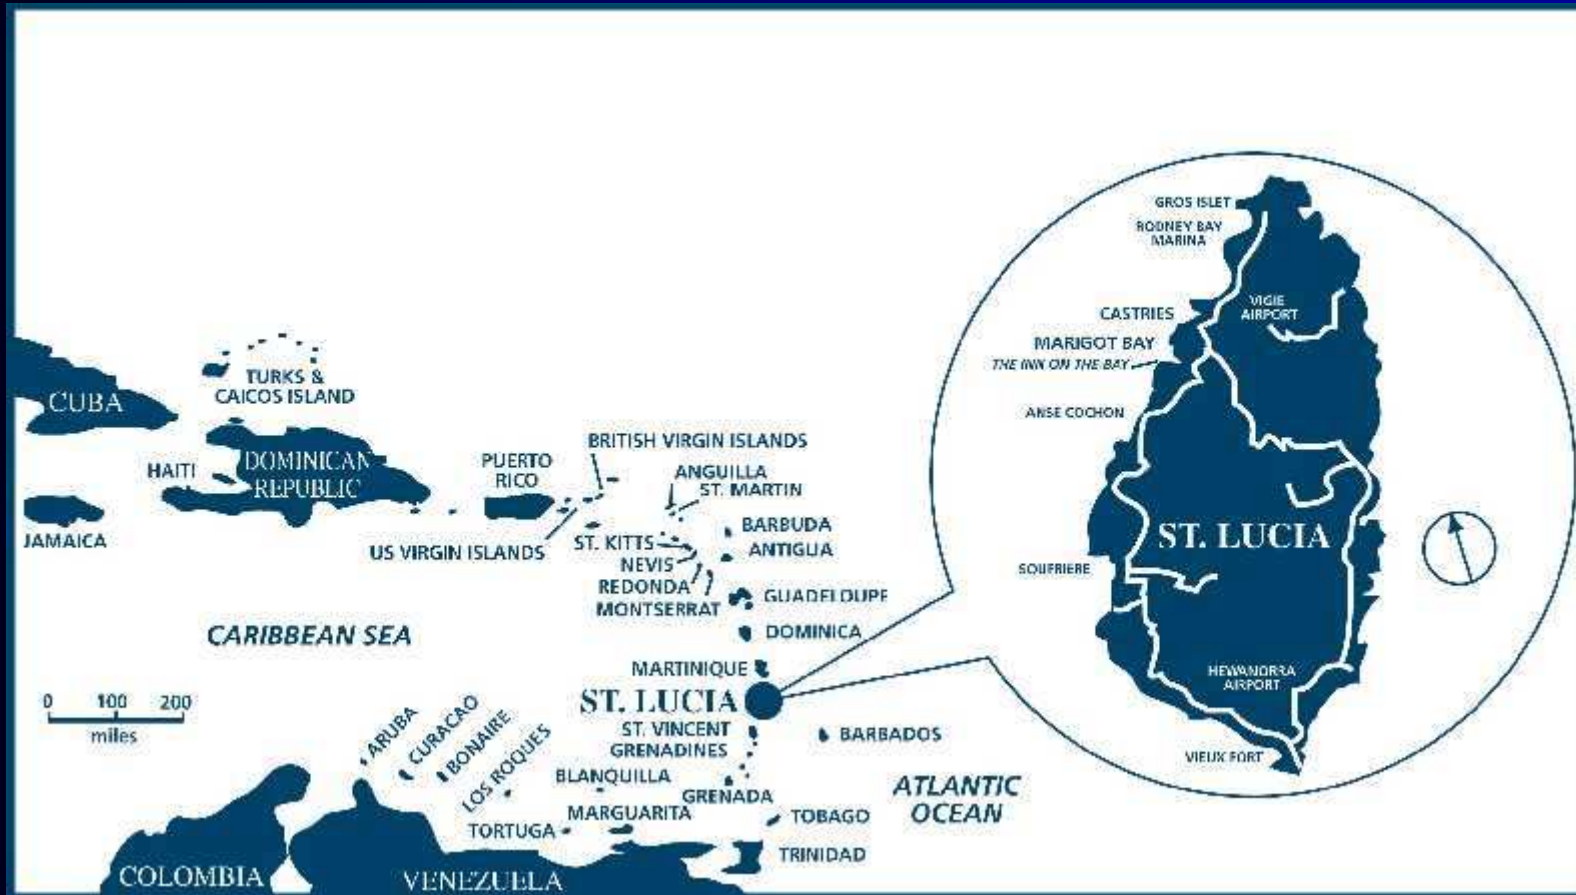 GROS ISLET
RODNEY BAY
MARINA
CASTRIES
VIGIE
AIRPORT
MARIGOT BAY
THE INN ON THE BAY
ANSE COCHON
ST. LUCIA
SOUFRIERE
HEWANORRA
AIRPORT
VIEUX FORT
TURKS &
CAICOS ISLAND
CUBA
HAITI
DOMINICAN
REPUBLIC
JAMAICA
PUERTO
RICO
BRITISH VIRGIN ISLANDS
US VIRGIN ISLANDS
ANGUILLA
ST. MARTIN
BARBUDA
ANTIGUA
ST. KITTS
NEVIS
REDONDA
MONTSERRAT
GUADELOUPE
DOMINICA
MARTINIQUE
ST. LUCIA
ST. VINCENT
GRENADINES
BARBADOS
CARIBBEAN SEA
0 100 200
miles
ARUBA
CURACAO
BONAIRE
LOS ROQUES
BLANQUILLA
GRENADA
MARGUARITA
TORTUGA
TOBAGO
TRINIDAD
ATLANTIC
OCEAN
COLOMBIA
VENEZUELA